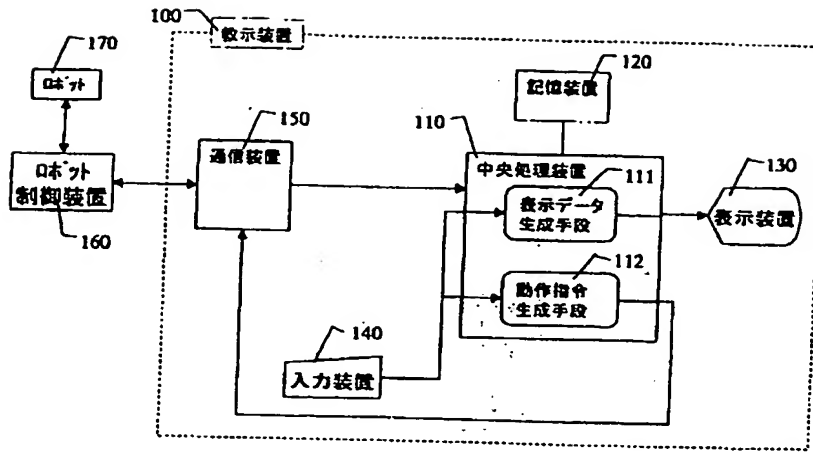 100
教示装置
170
ロボット
120
記憶装置
150
通信装置
110
中央処理装置
111
表示データ
生成手段
130
表示装置
ロボット
制御装置
160
112
動作指令
生成手段
140
入力装置